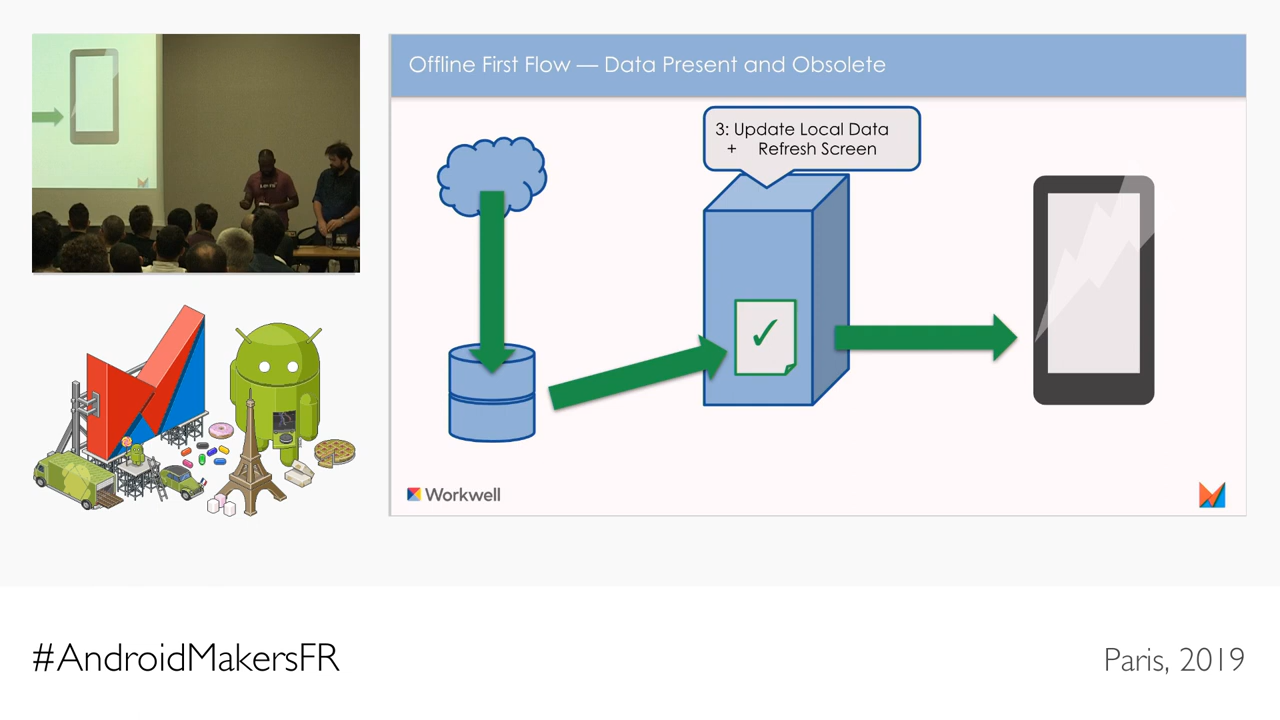 Offline First Flow — Data Present and Obsolete
3: Update Local Data
+ Refresh Screen
Workwell
#AndroidMakersFR
Paris, 2019